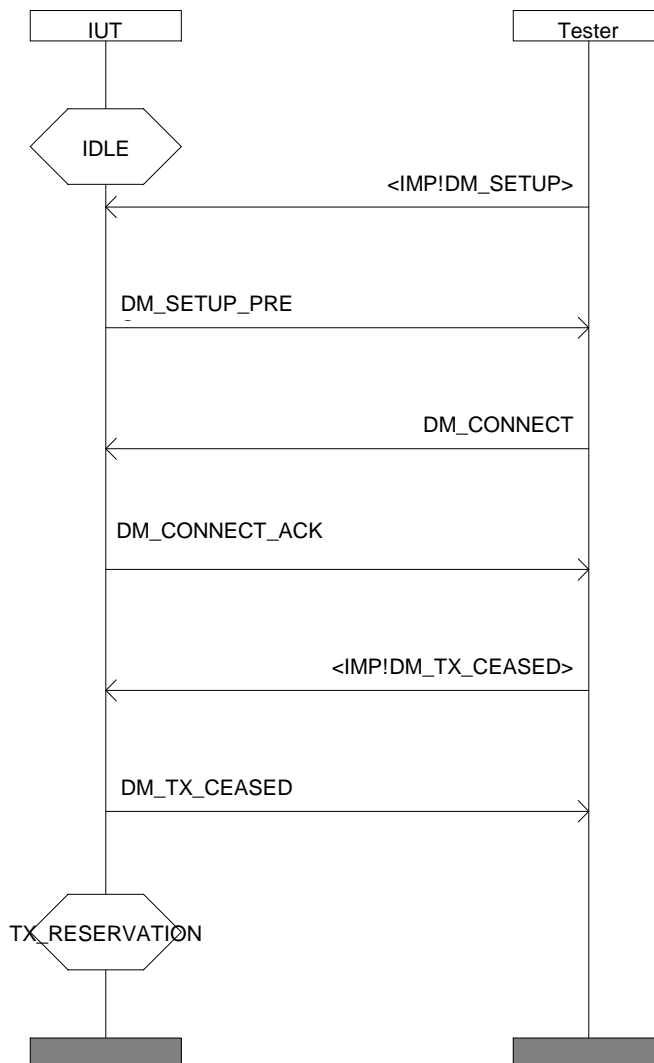 IUT
Tester
IDLE
<IMP!DM_SETUP>
DM_SETUP_PRE
DM_CONNECT
DM_CONNECT_ACK
<IMP!DM_TX_CEASED>
DM_TX_CEASED
TX_RESERVATION